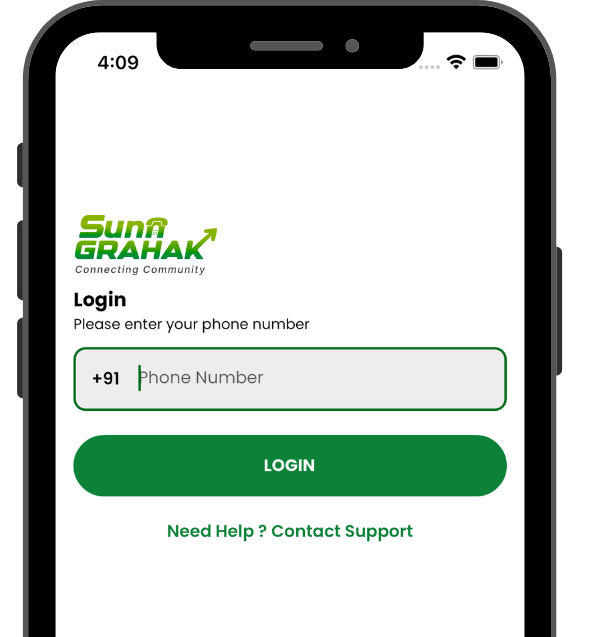 4:09
Sunn
GRAHAK
Connecting Community
Login
Please enter your phone number
+91 Phone Number
LOGIN
Need Help ? Contact Support